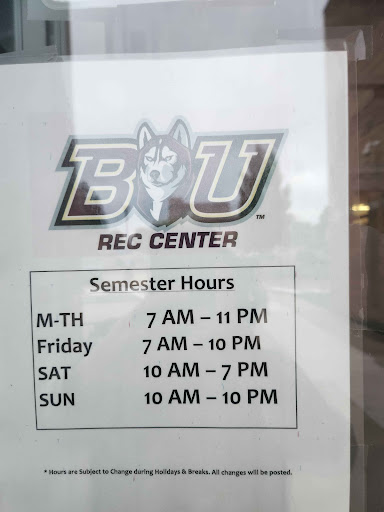 BU
TM
REC CENTER
Semester Hours
M-TH 7 AM – 11 PM
Friday 7 AM – 10 PM
SAT 10 AM – 7 PM
SUN 10 AM – 10 PM
* Hours are Subject to Change during Holidays & Breaks. All changes will be posted.